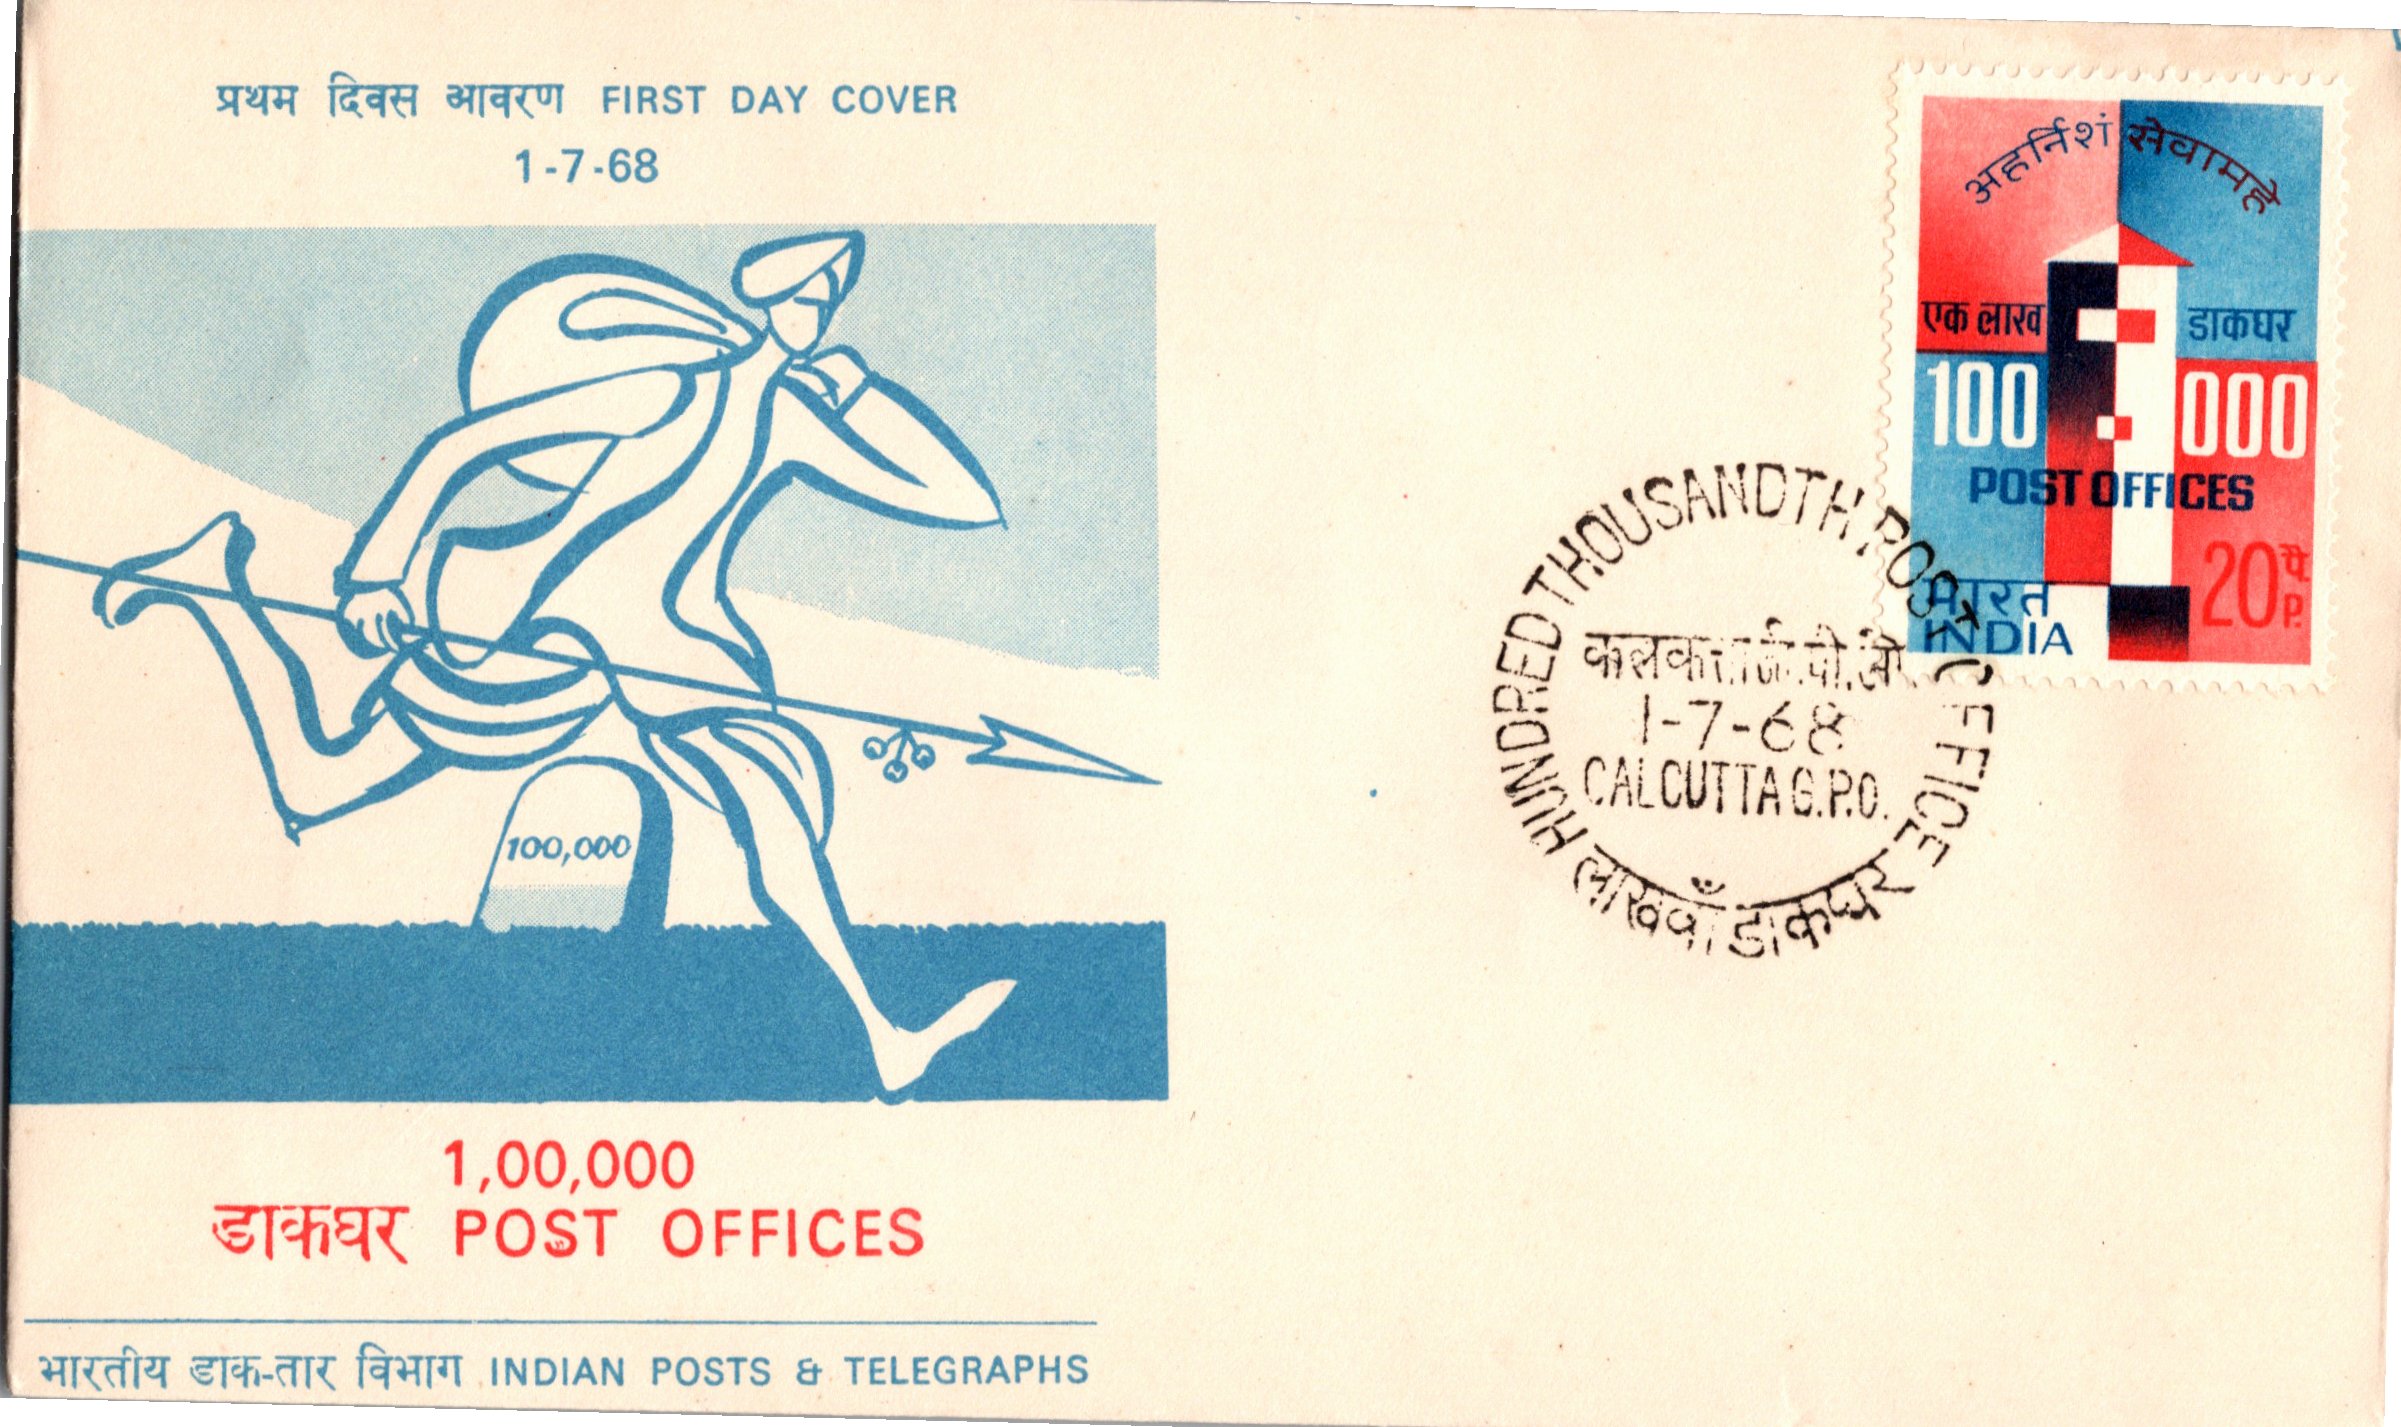 प्रथम दिवस आवरण FIRST DAY COVER
1-7-68
100,000
1,00,000
डाकघर POST OFFICES
भारतीय डाक-तार विभाग INDIAN POSTS & TELEGRAPHS
अहर्निशं सेवामहे
एक लाख डाकघर
100 000
POST OFFICES
20 पै. P.
भारत
INDIA
HUNDRED THOUSANDTH POST OFFICE
कलकत्ता जी.पी.ओ.
1-7-68
CALCUTTA G.P.O.
लाखवाँ डाकघर